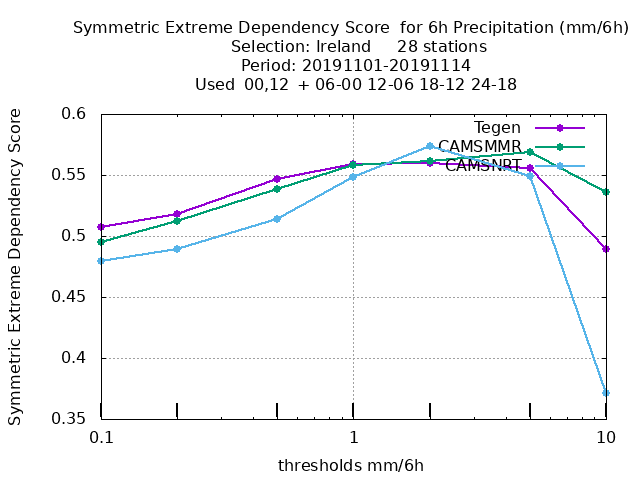 Symmetric Extreme Dependency Score  for 6h Precipitation (mm/6h)
Selection: Ireland     28 stations
Period: 20191101-20191114
Used  00,12  + 06-00 12-06 18-12 24-18
Symmetric Extreme Dependency Score
0.6
0.55
0.5
0.45
0.4
0.35
Tegen
CAMSMMR
CAMSNRT
0.1
1
10
thresholds mm/6h